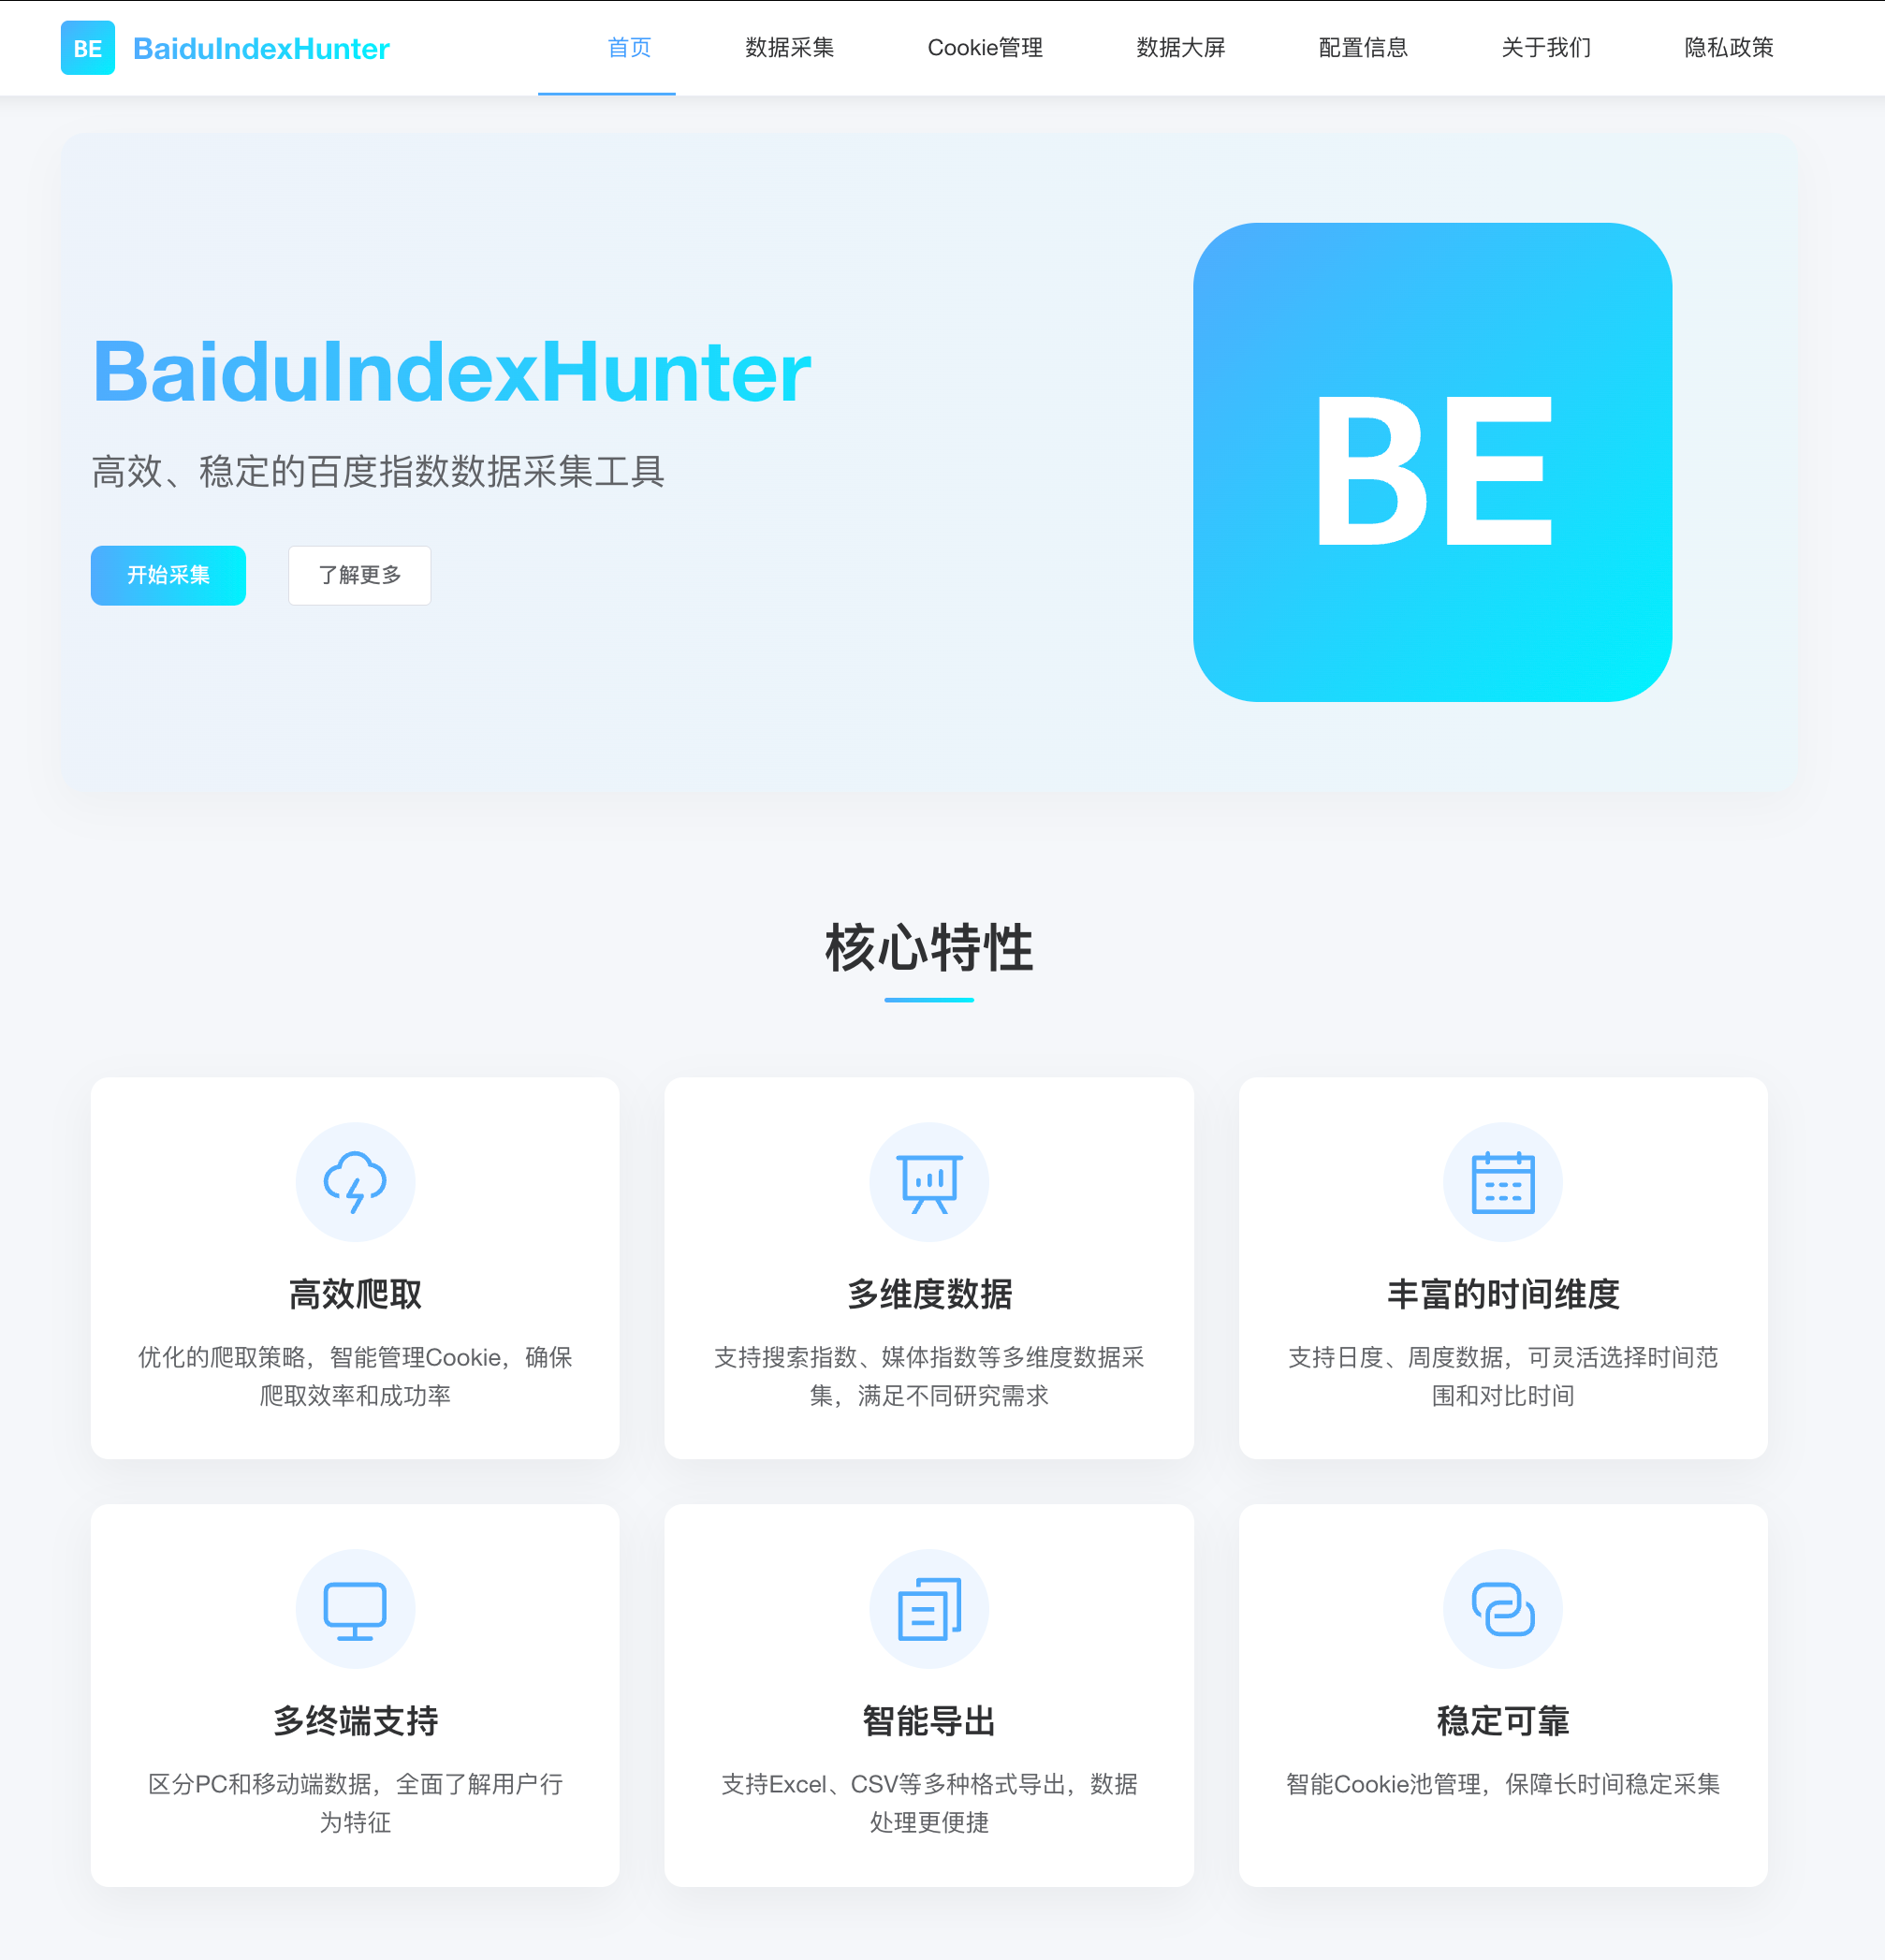 BE BaiduIndexHunter 首页 数据采集 Cookie管理 数据大屏 配置信息 关于我们 隐私政策
BaiduIndexHunter
高效、稳定的百度指数数据采集工具
开始采集 了解更多
BE
核心特性
高效爬取
优化的爬取策略，智能管理Cookie，确保
爬取效率和成功率
多维度数据
支持搜索指数、媒体指数等多维度数据采
集，满足不同研究需求
丰富的时间维度
支持日度、周度数据，可灵活选择时间范
围和对比时间
多终端支持
区分PC和移动端数据，全面了解用户行
为特征
智能导出
支持Excel、CSV等多种格式导出，数据
处理更便捷
稳定可靠
智能Cookie池管理，保障长时间稳定采集